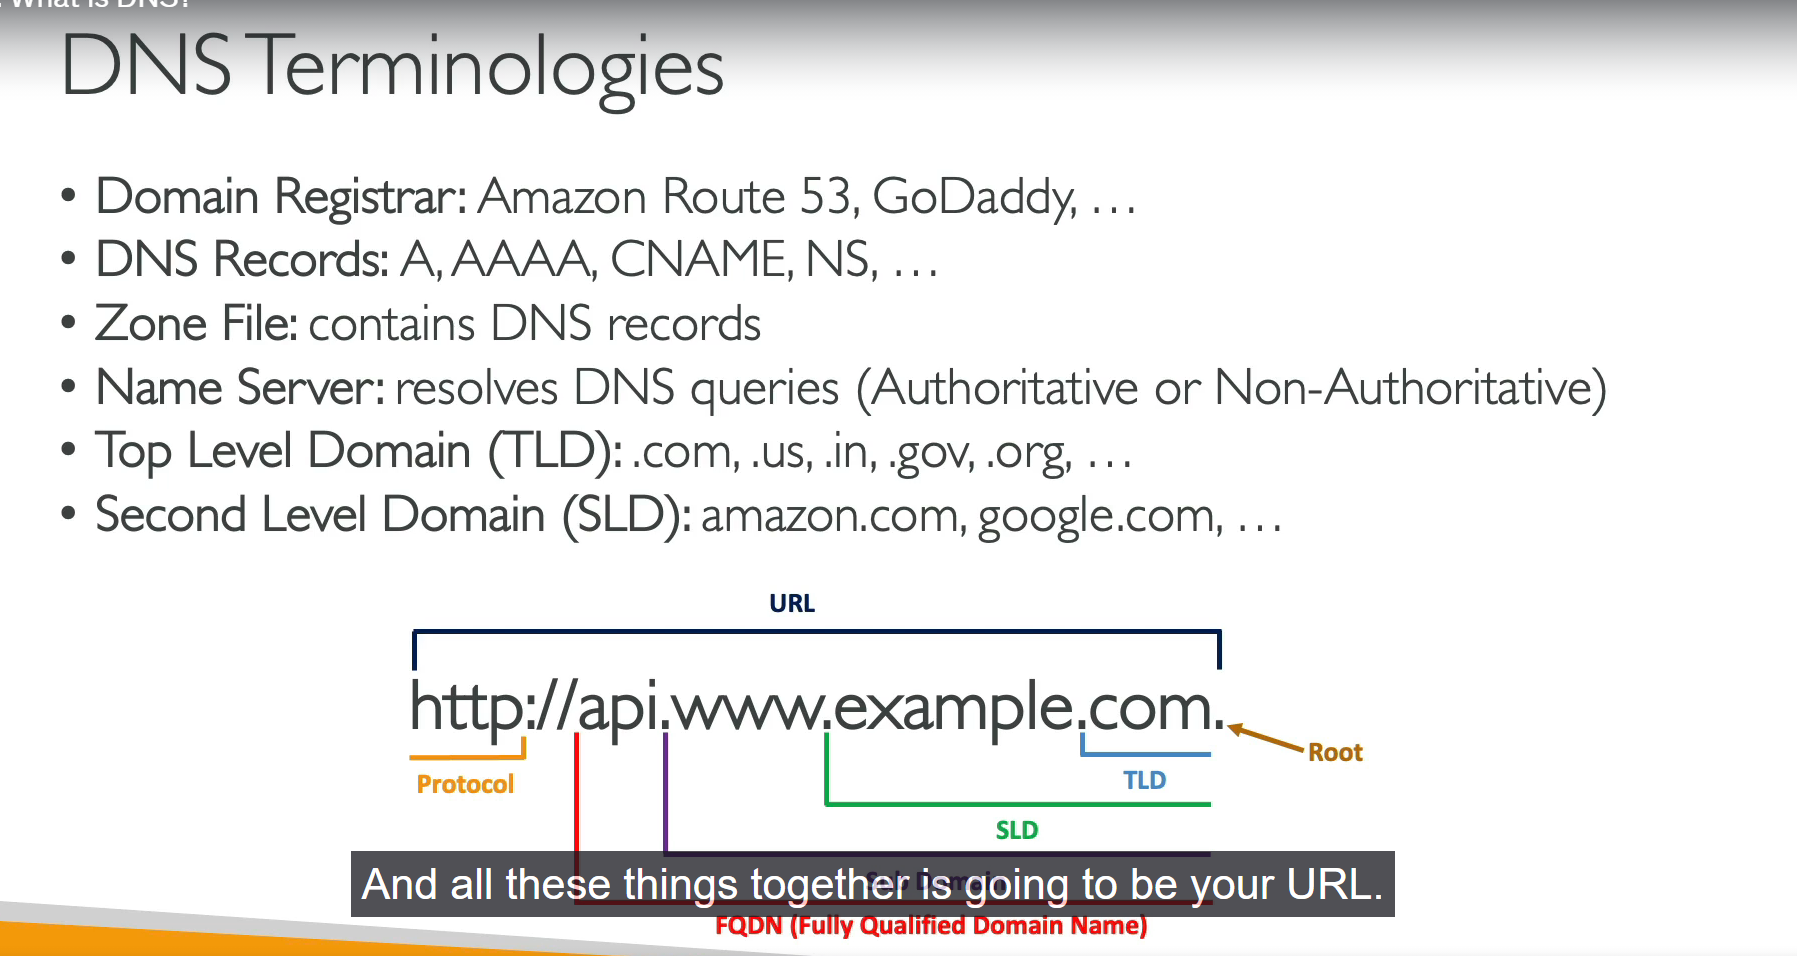 . What is DNS?
DNS Terminologies
• Domain Registrar: Amazon Route 53, GoDaddy, …
• DNS Records: A, AAAA, CNAME, NS, …
• Zone File: contains DNS records
• Name Server: resolves DNS queries (Authoritative or Non-Authoritative)
• Top Level Domain (TLD): .com, .us, .in, .gov, .org, …
• Second Level Domain (SLD): amazon.com, google.com, …
URL
http://api.www.example.com.
Root
Protocol
TLD
SLD
Sub Domain
And all these things together is going to be your URL.
FQDN (Fully Qualified Domain Name)